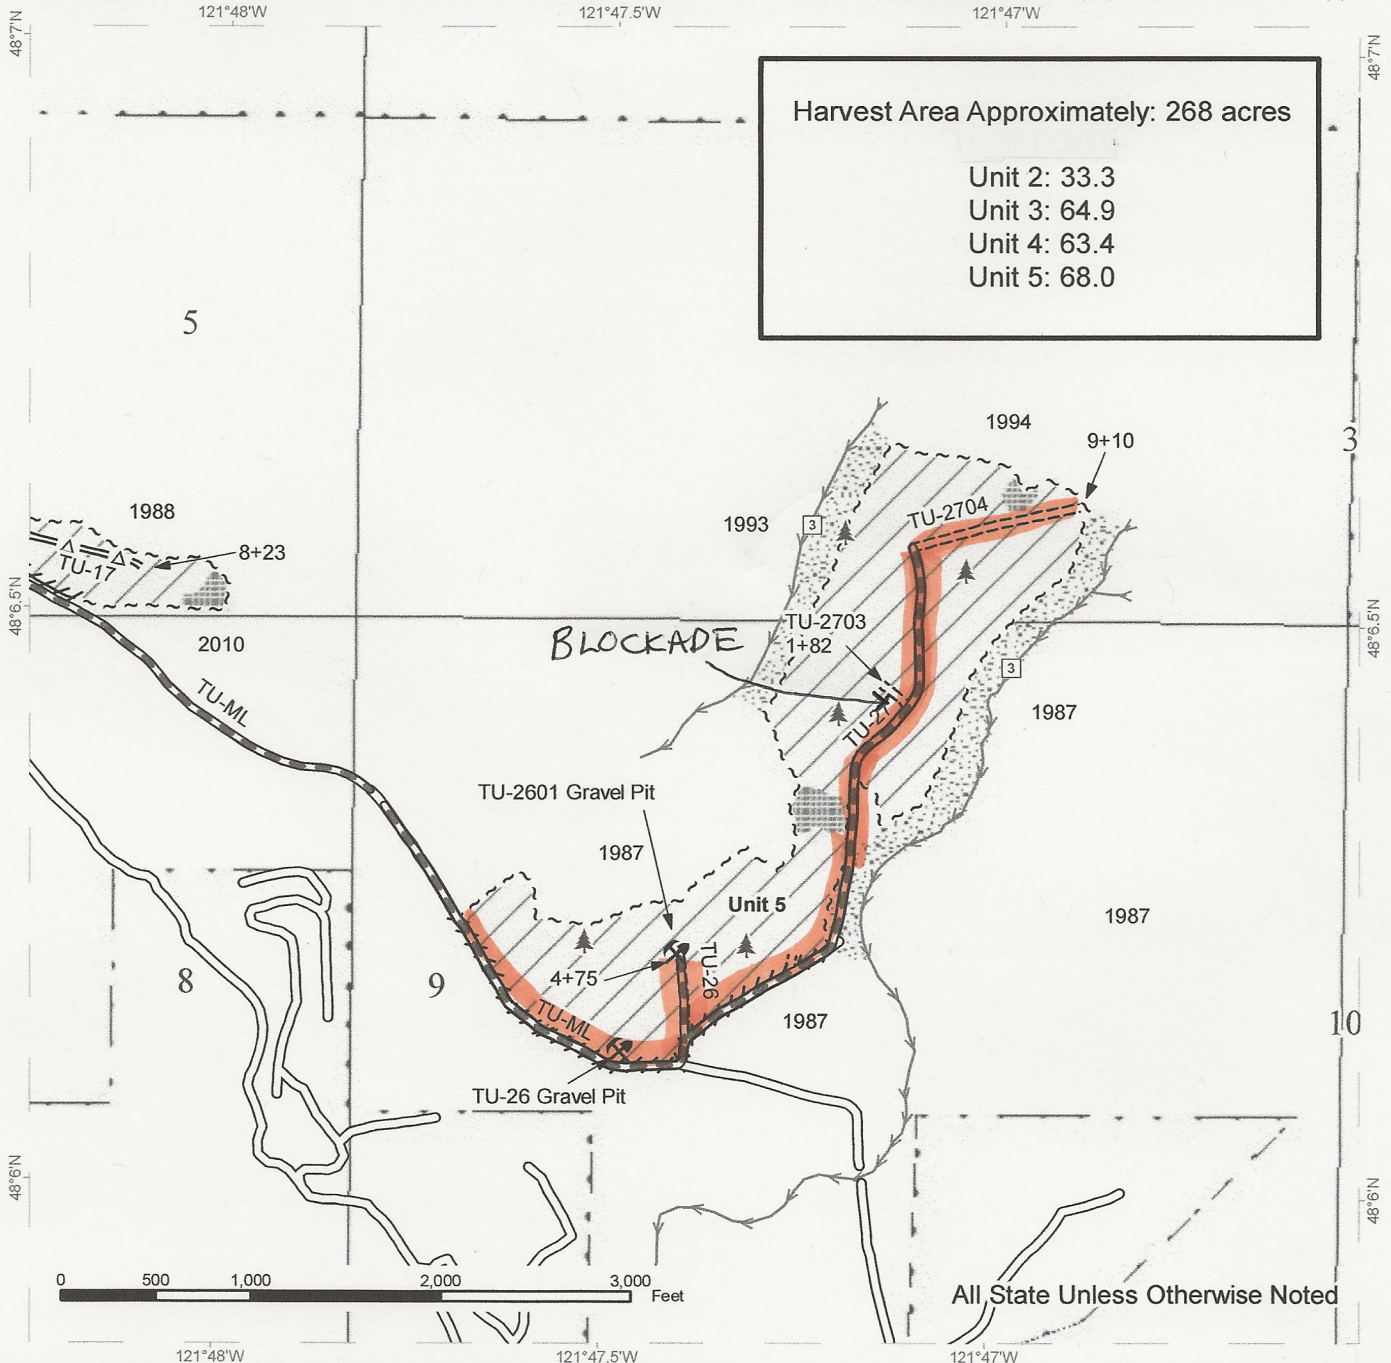 121°48'W
121°47.5'W
121°47'W
48°7'N
48°7'N
Harvest Area Approximately: 268 acres
Unit 2: 33.3
Unit 3: 64.9
Unit 4: 63.4
Unit 5: 68.0
5
3
1994
9+10
1988
1993
3
TU-2704
8+23
TU-17
48°6.5'N
48°6.5'N
2010
BLOCKADE
TU-2703
1+82
3
TU-ML
1987
TU-27
TU-2601 Gravel Pit
1987
Unit 5
1987
8
9
4+75
TU-26
TU-ML
1987
10
TU-26 Gravel Pit
48°6'N
48°6'N
0 500 1,000 2,000 3,000
Feet
All State Unless Otherwise Noted
121°48'W
121°47.5'W
121°47'W